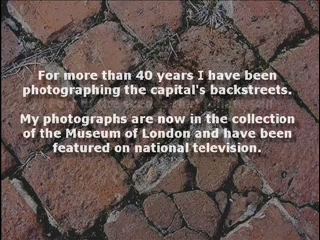 For more than 40 years I have been
photographing the capital's backstreets.
My photographs are now in the collection
of the Museum of London and have been
featured on national television.